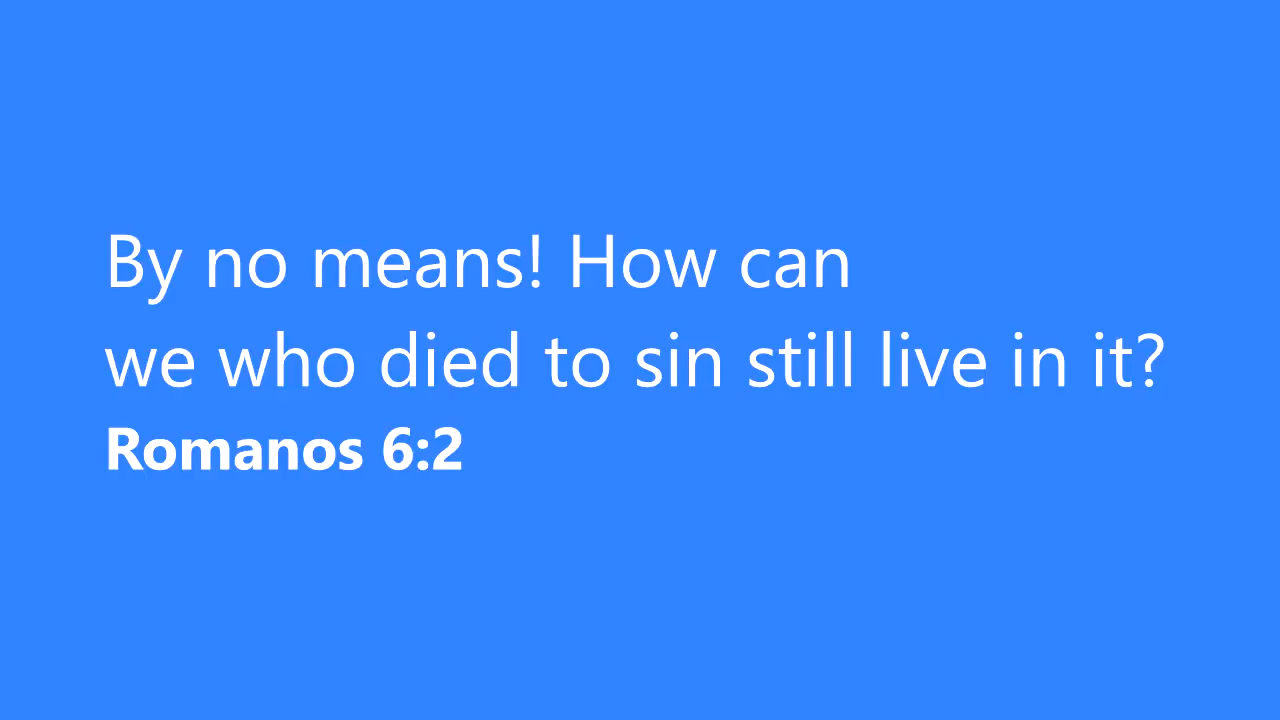 By no means! How can
we who died to sin still live in it?
Romanos 6:2